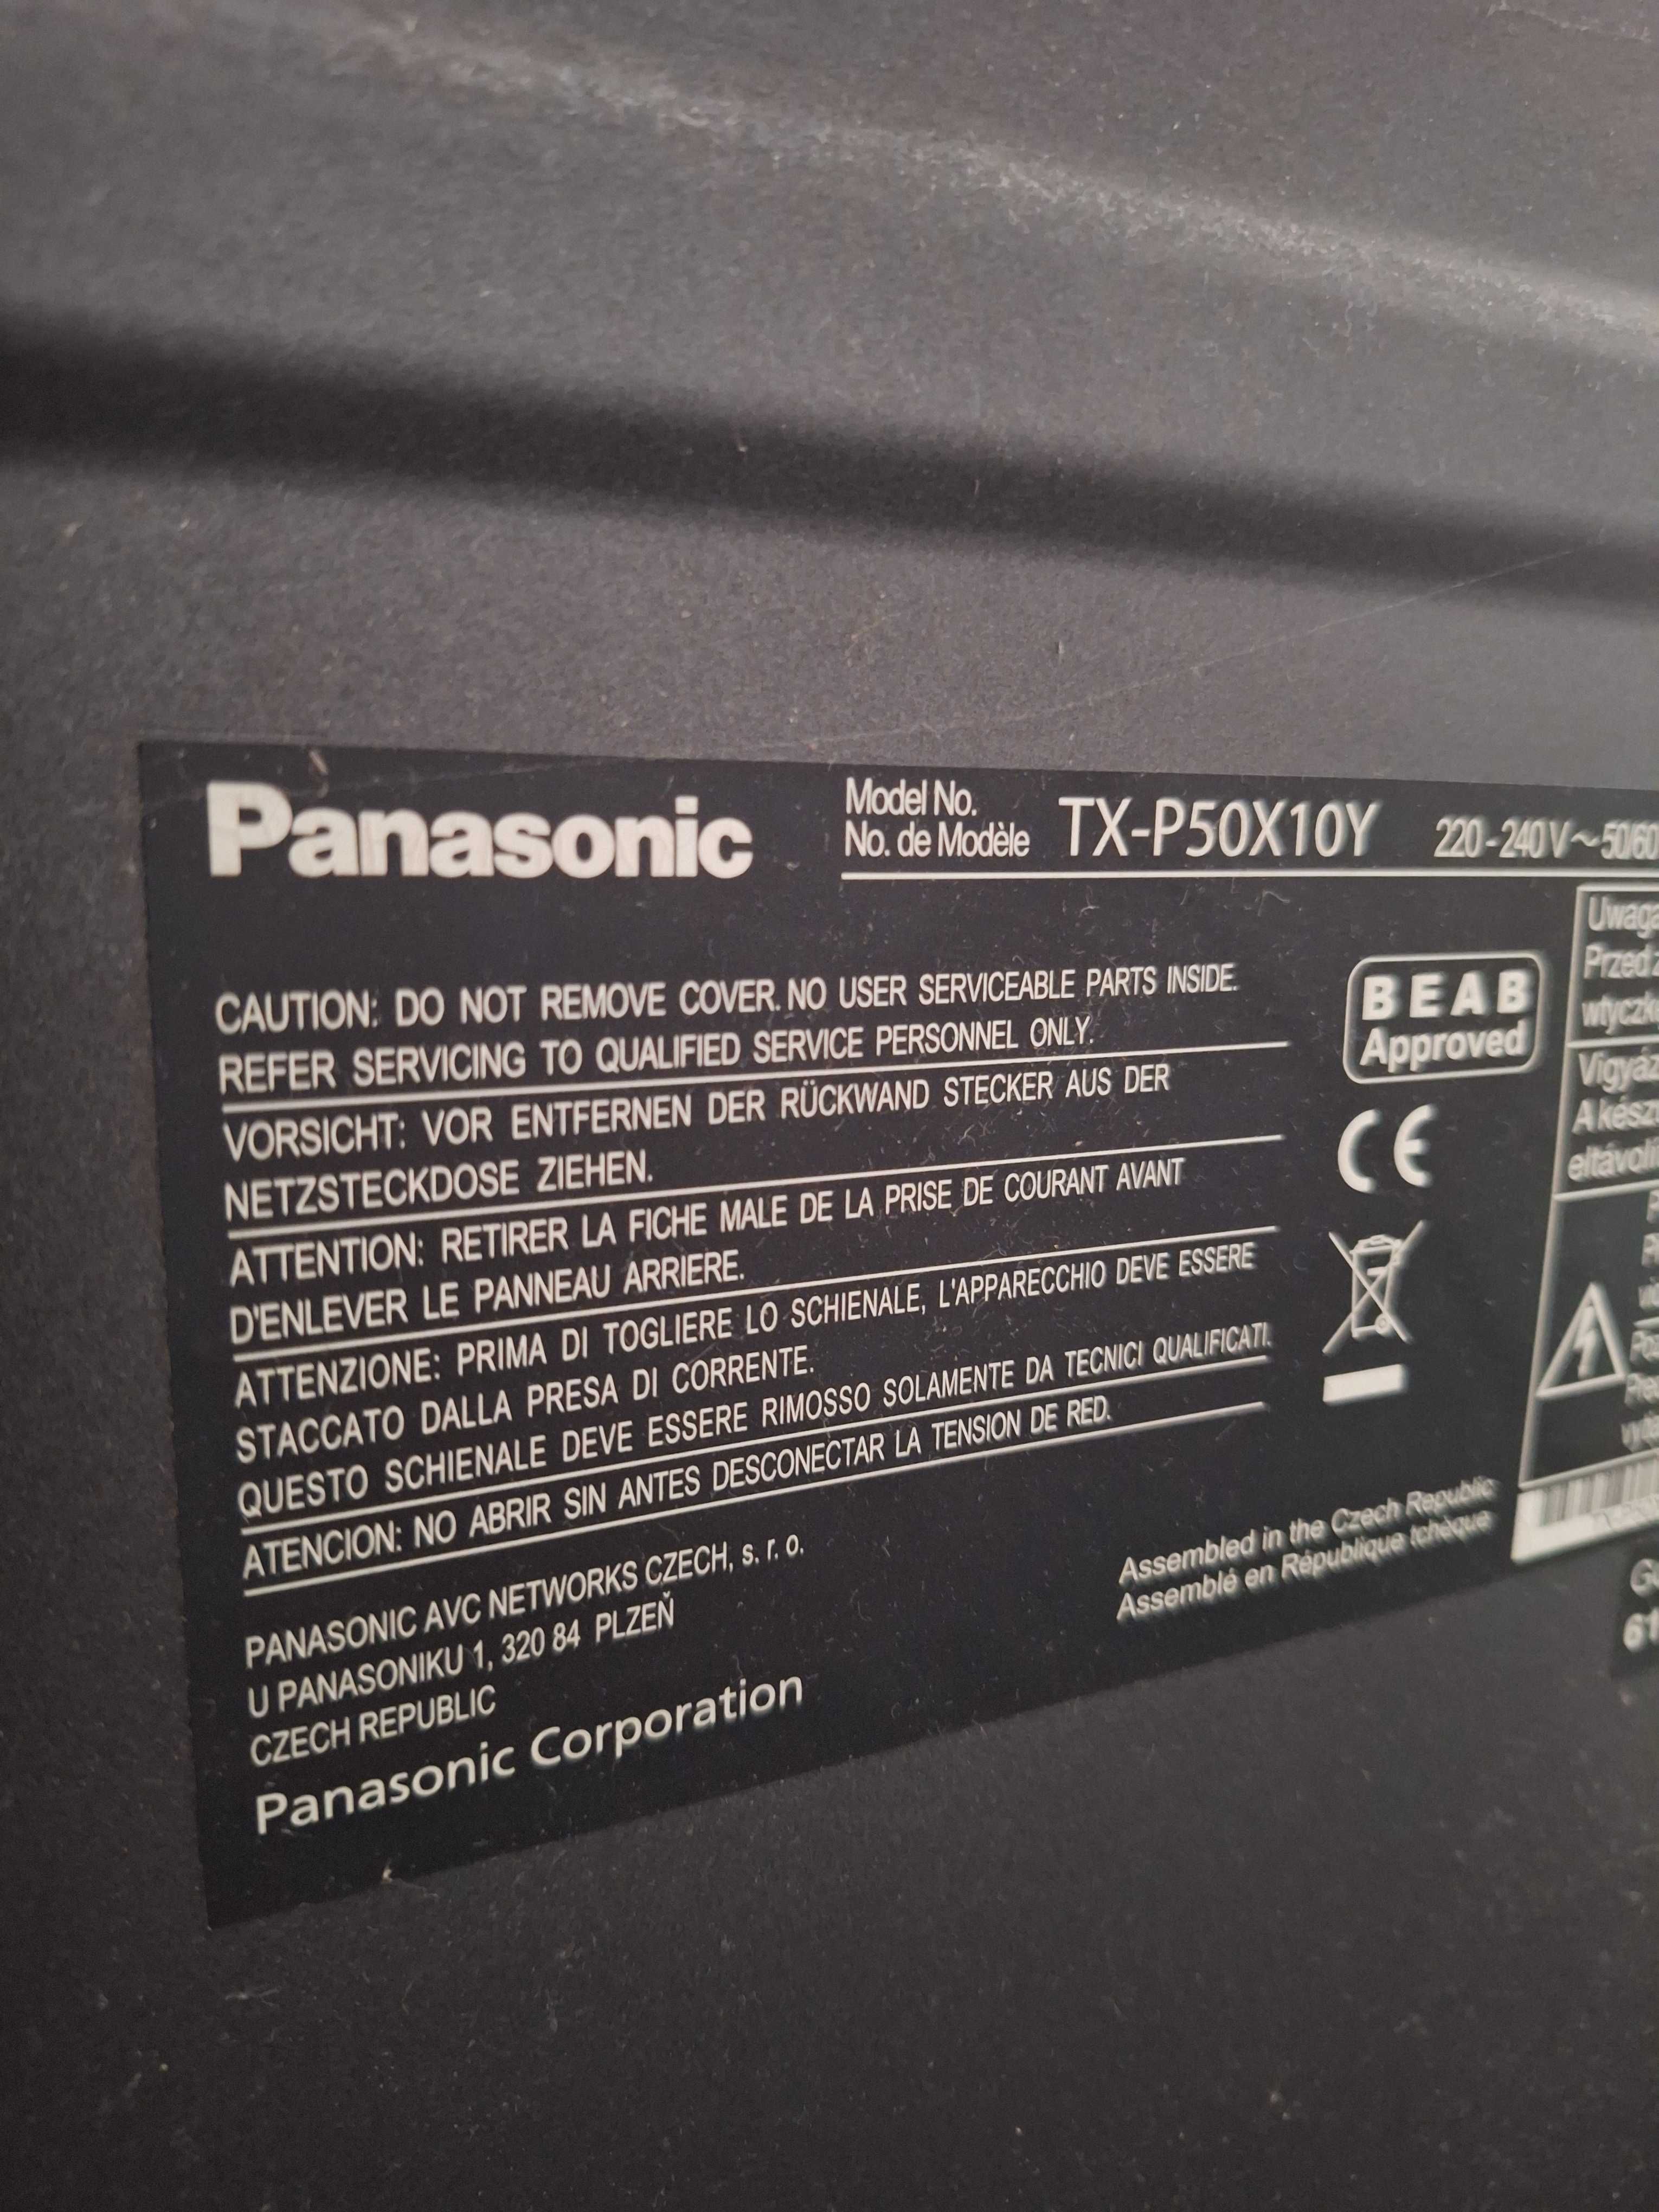 Panasonic
Model No.
No. de Modèle
TX-P50X10Y
220-240V~50/60
CAUTION: DO NOT REMOVE COVER. NO USER SERVICEABLE PARTS INSIDE.
REFER SERVICING TO QUALIFIED SERVICE PERSONNEL ONLY.
VORSICHT: VOR ENTFERNEN DER RÜCKWAND STECKER AUS DER
NETZSTECKDOSE ZIEHEN.
ATTENTION: RETIRER LA FICHE MALE DE LA PRISE DE COURANT AVANT
D'ENLEVER LE PANNEAU ARRIERE.
ATTENZIONE: PRIMA DI TOGLIERE LO SCHIENALE, L'APPARECCHIO DEVE ESSERE
STACCATO DALLA PRESA DI CORRENTE.
QUESTO SCHIENALE DEVE ESSERE RIMOSSO SOLAMENTE DA TECNICI QUALIFICATI.
ATENCION: NO ABRIR SIN ANTES DESCONECTAR LA TENSION DE RED.
PANASONIC AVC NETWORKS CZECH, s. r. o.
U PANASONIKU 1, 320 84 PLZEŇ
CZECH REPUBLIC
Panasonic Corporation
BEAB
Approved
CE
Assembled in the Czech Republic
Assemblé en République tchèque
Uwaga
Przed
Vigyáz
A kész
eltávolí
61